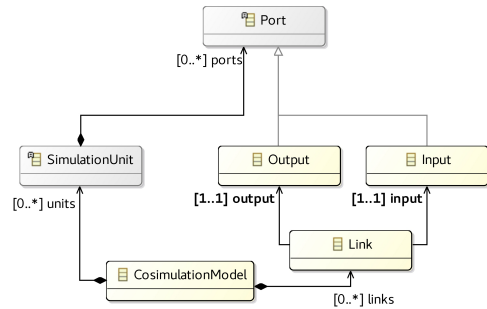 Port
[0..*] ports
SimulationUnit
Output
Input
[0..*] units
[1..1] output
[1..1] input
Link
CosimulationModel
[0..*] links